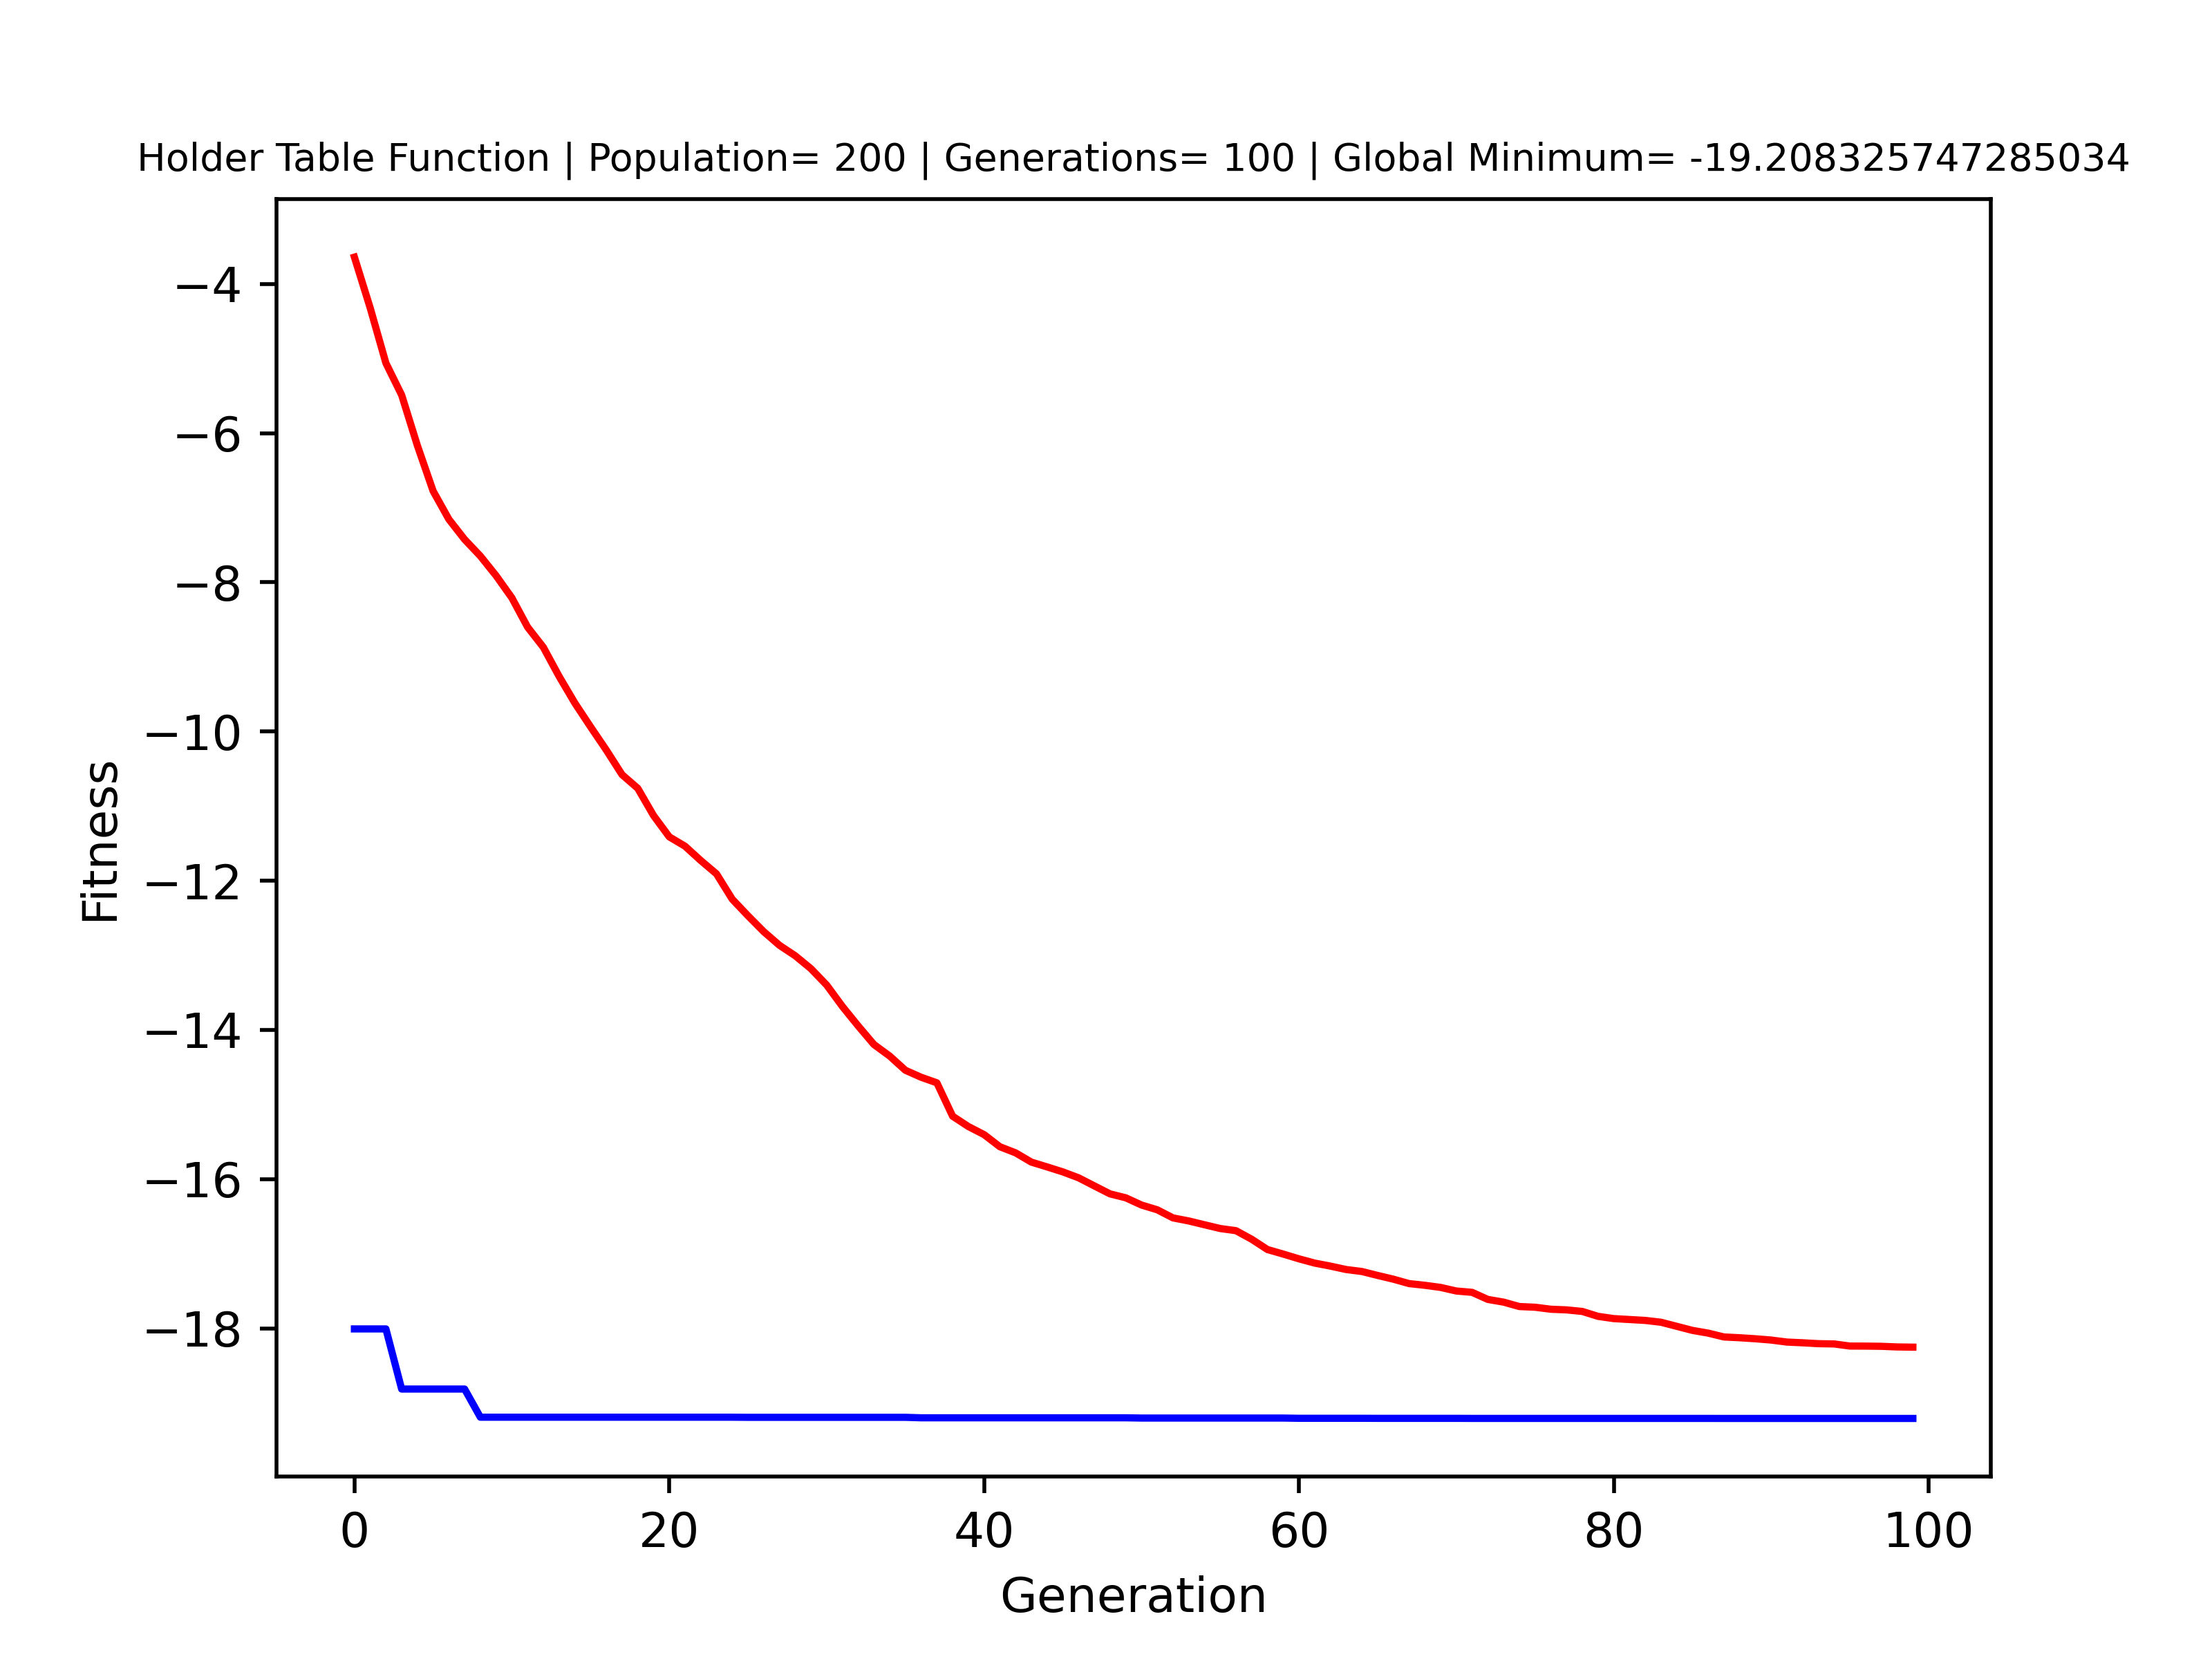 Holder Table Function | Population= 200 | Generations= 100 | Global Minimum= -19.208325747285034
−4
−6
−8
−10
−12
−14
−16
−18
Fitness
0 20 40 60 80 100
Generation